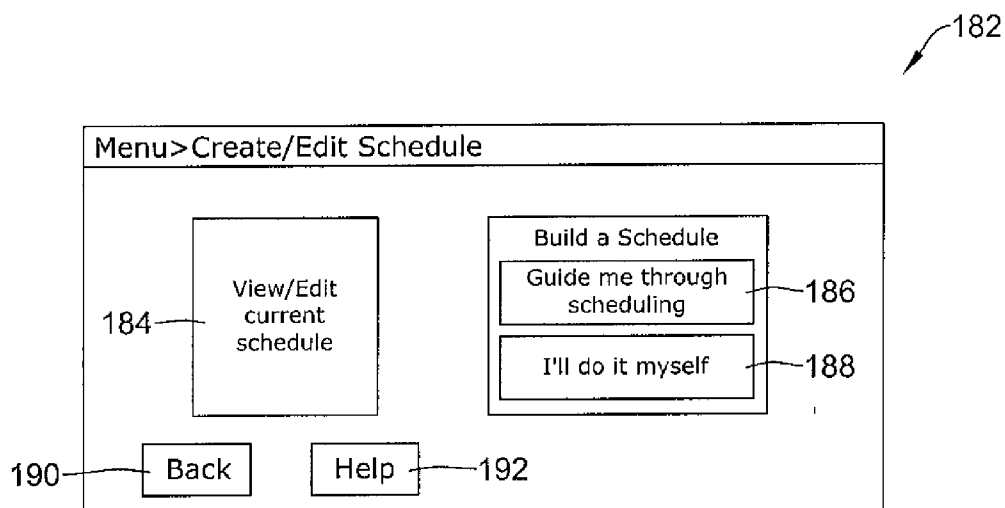 182
Menu>Create/Edit Schedule
View/Edit
current
schedule
184
Build a Schedule
Guide me through
scheduling
186
I'll do it myself
188
190
Back
Help
192